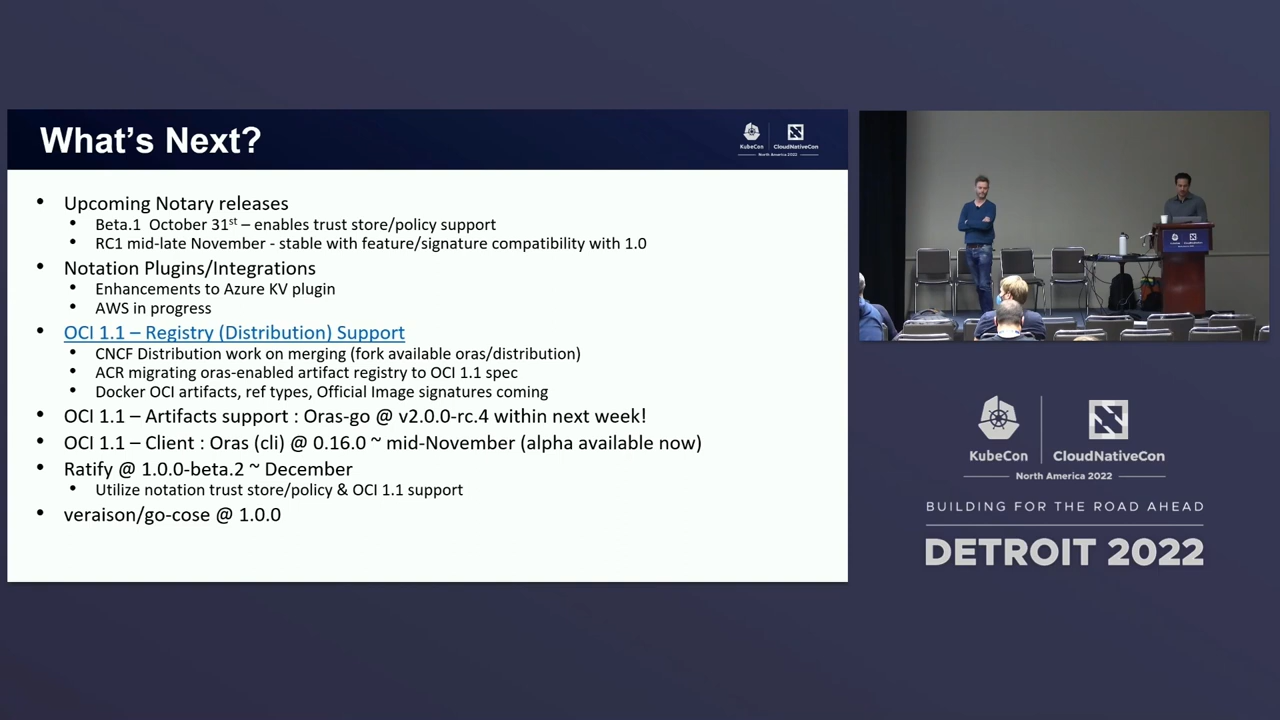 What's Next?
KubeCon
CloudNativeCon
North America 2022
• Upcoming Notary releases
• Beta.1 October 31st – enables trust store/policy support
• RC1 mid-late November - stable with feature/signature compatibility with 1.0
• Notation Plugins/Integrations
• Enhancements to Azure KV plugin
• AWS in progress
• OCI 1.1 – Registry (Distribution) Support
• CNCF Distribution work on merging (fork available oras/distribution)
• ACR migrating oras-enabled artifact registry to OCI 1.1 spec
• Docker OCI artifacts, ref types, Official Image signatures coming
• OCI 1.1 – Artifacts support : Oras-go @ v2.0.0-rc.4 within next week!
• OCI 1.1 – Client : Oras (cli) @ 0.16.0 ~ mid-November (alpha available now)
• Ratify @ 1.0.0-beta.2 ~ December
• Utilize notation trust store/policy & OCI 1.1 support
• veraison/go-cose @ 1.0.0
KubeCon
CloudNativeCon
North America 2022
BUILDING FOR THE ROAD AHEAD
DETROIT 2022